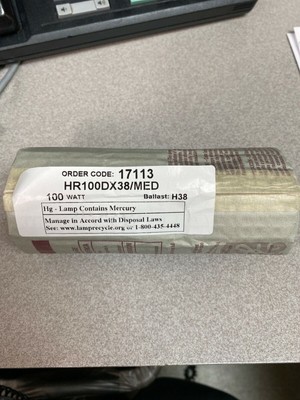 ORDER CODE: 17113
HR100DX38/MED
100 WATT Ballast: H38
Hg - Lamp Contains Mercury
Manage in Accord with Disposal Laws
See: www.lamprecycle.org or 1-800-435-4448